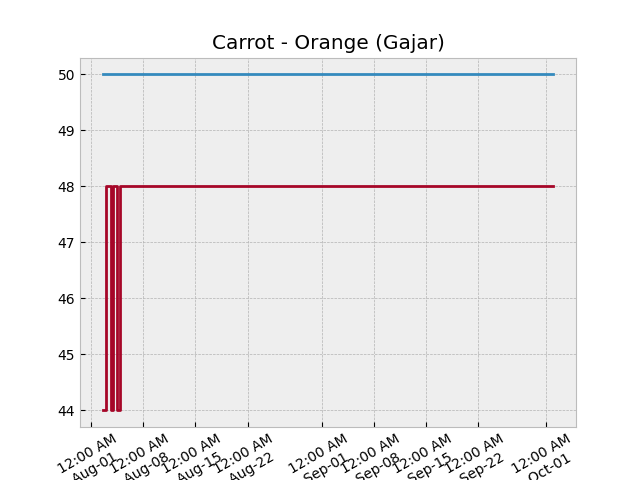 Carrot - Orange (Gajar)
50
49
48
47
46
45
44
12:00 AM
Aug-01
12:00 AM
Aug-08
12:00 AM
Aug-15
12:00 AM
Aug-22
12:00 AM
Sep-01
12:00 AM
Sep-08
12:00 AM
Sep-15
12:00 AM
Sep-22
12:00 AM
Oct-01